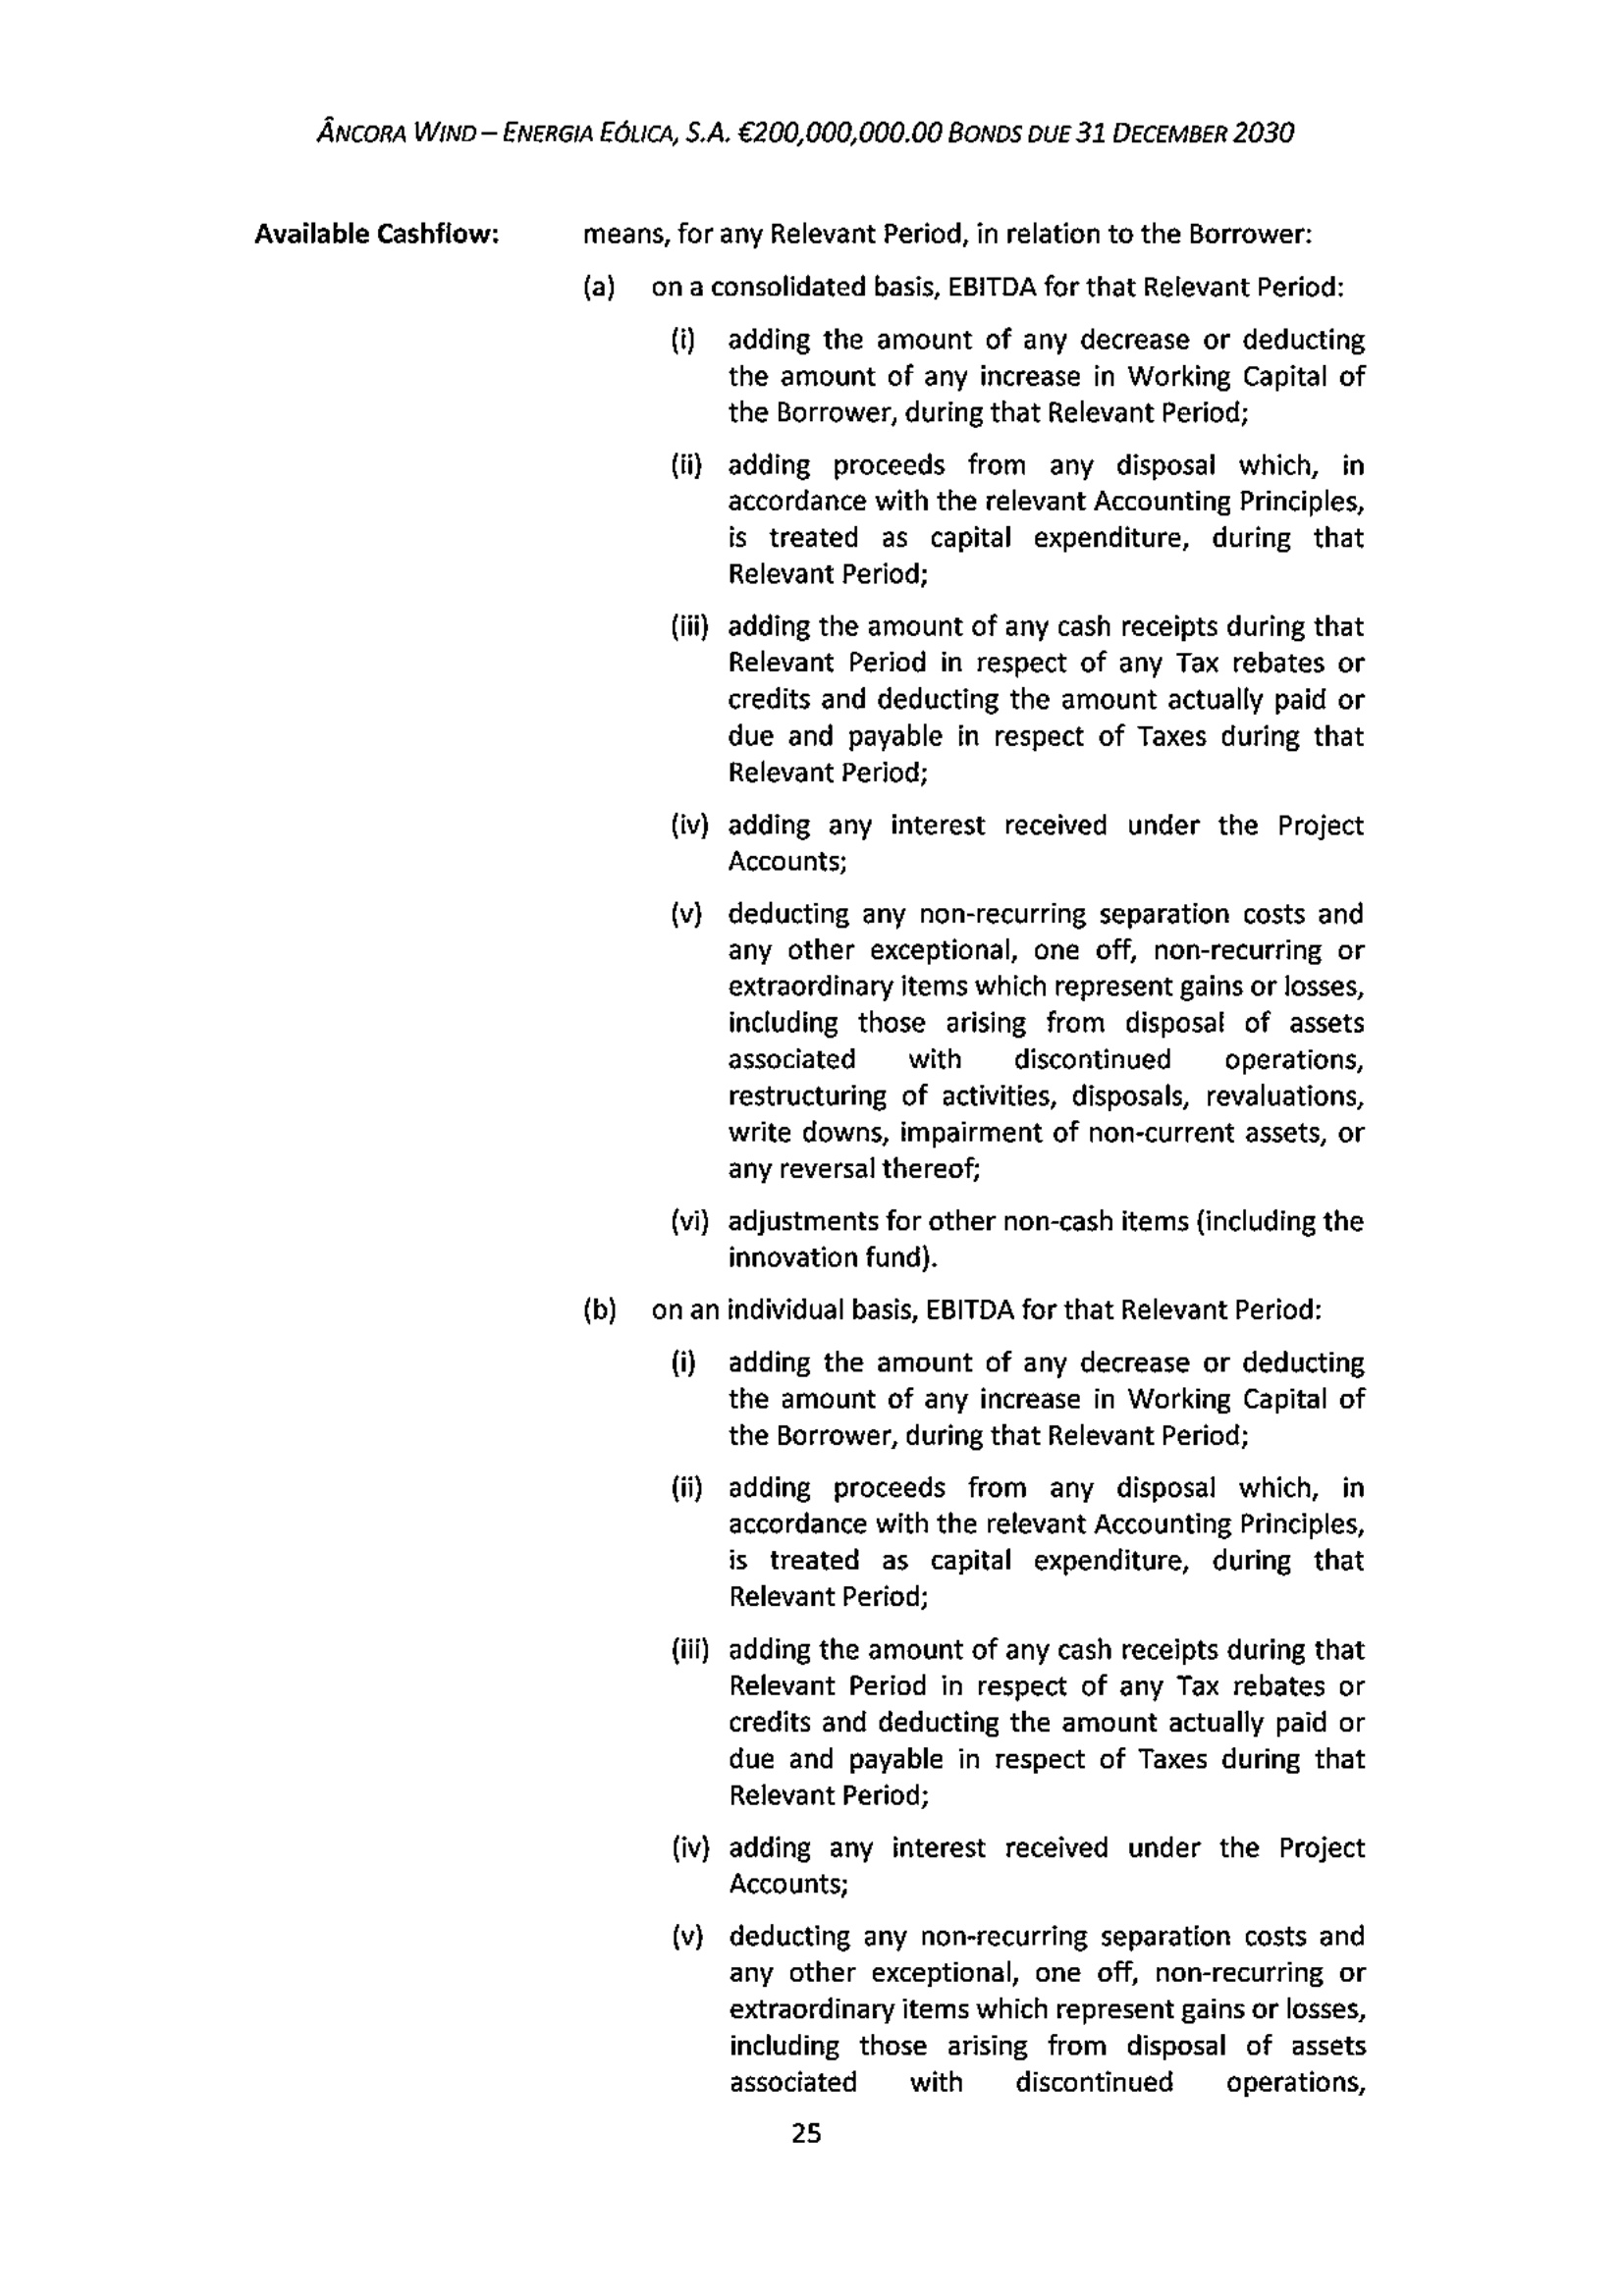 ÂNCORA WIND – ENERGIA EÓLICA, S.A. €200,000,000.00 BONDS DUE 31 DECEMBER 2030
Available Cashflow: means, for any Relevant Period, in relation to the Borrower:
(a) on a consolidated basis, EBITDA for that Relevant Period:
(i) adding the amount of any decrease or deducting
the amount of any increase in Working Capital of
the Borrower, during that Relevant Period;
(ii) adding proceeds from any disposal which, in
accordance with the relevant Accounting Principles,
is treated as capital expenditure, during that
Relevant Period;
(iii) adding the amount of any cash receipts during that
Relevant Period in respect of any Tax rebates or
credits and deducting the amount actually paid or
due and payable in respect of Taxes during that
Relevant Period;
(iv) adding any interest received under the Project
Accounts;
(v) deducting any non-recurring separation costs and
any other exceptional, one off, non-recurring or
extraordinary items which represent gains or losses,
including those arising from disposal of assets
associated with discontinued operations,
restructuring of activities, disposals, revaluations,
write downs, impairment of non-current assets, or
any reversal thereof;
(vi) adjustments for other non-cash items (including the
innovation fund).
(b) on an individual basis, EBITDA for that Relevant Period:
(i) adding the amount of any decrease or deducting
the amount of any increase in Working Capital of
the Borrower, during that Relevant Period;
(ii) adding proceeds from any disposal which, in
accordance with the relevant Accounting Principles,
is treated as capital expenditure, during that
Relevant Period;
(iii) adding the amount of any cash receipts during that
Relevant Period in respect of any Tax rebates or
credits and deducting the amount actually paid or
due and payable in respect of Taxes during that
Relevant Period;
(iv) adding any interest received under the Project
Accounts;
(v) deducting any non-recurring separation costs and
any other exceptional, one off, non-recurring or
extraordinary items which represent gains or losses,
including those arising from disposal of assets
associated with discontinued operations,
25